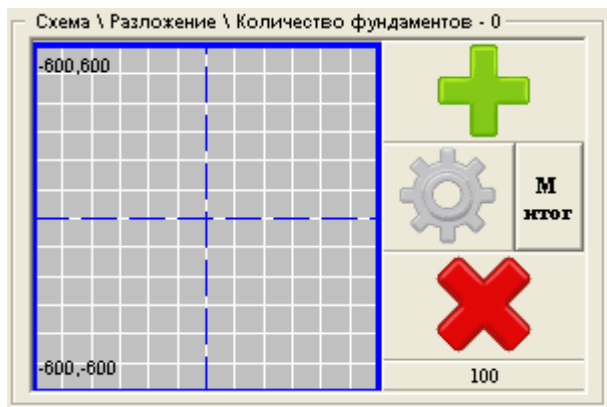 Схема \ Разложение \ Количество фундаментов - 0
-600,600
М
итог
-600,-600
100